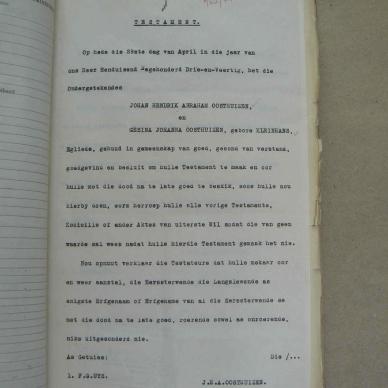 TESTAMENT.
Op hede die 28ste dag van April in die jaar van
ons Heer Eenduisend Negehonderd Drie-en-Veertig, het die
Ondergetekendes
JOHAN HENDRIK ABRAHAM OOSTHUIZEN,
en
GESINA JOHANNA OOSTHUIZEN, gebore KLEINHANS,
Egliede, gehuud in gemeenskap van goed, gesond van verstand,
goedgevind en besluit om hulle Testament te maak en oor
hulle met die dood na te late goed te beskik, soos hulle nou
hierby doen, eers herroep hulle alle vorige Testamente,
Kodisille of ander Aktes van uiterste Wil sodat die van geen
waarde sal wees nadat hulle hierdie Testament gemaak het nie.
Nou opnuut verklaar die Testateurs dat hulle mekaar oor
en weer aanstel, die Eersterwende die Langslewende as
enigste Erfgenaam of Erfgename van al die Eersterwende se
met die dood na te late goed, roerende sowel as onroerende,
niks uitgesonderd nie.
As Getuies: Die /...
1. P.G.UYS.
J.H.A.OOSTHUIZEN.